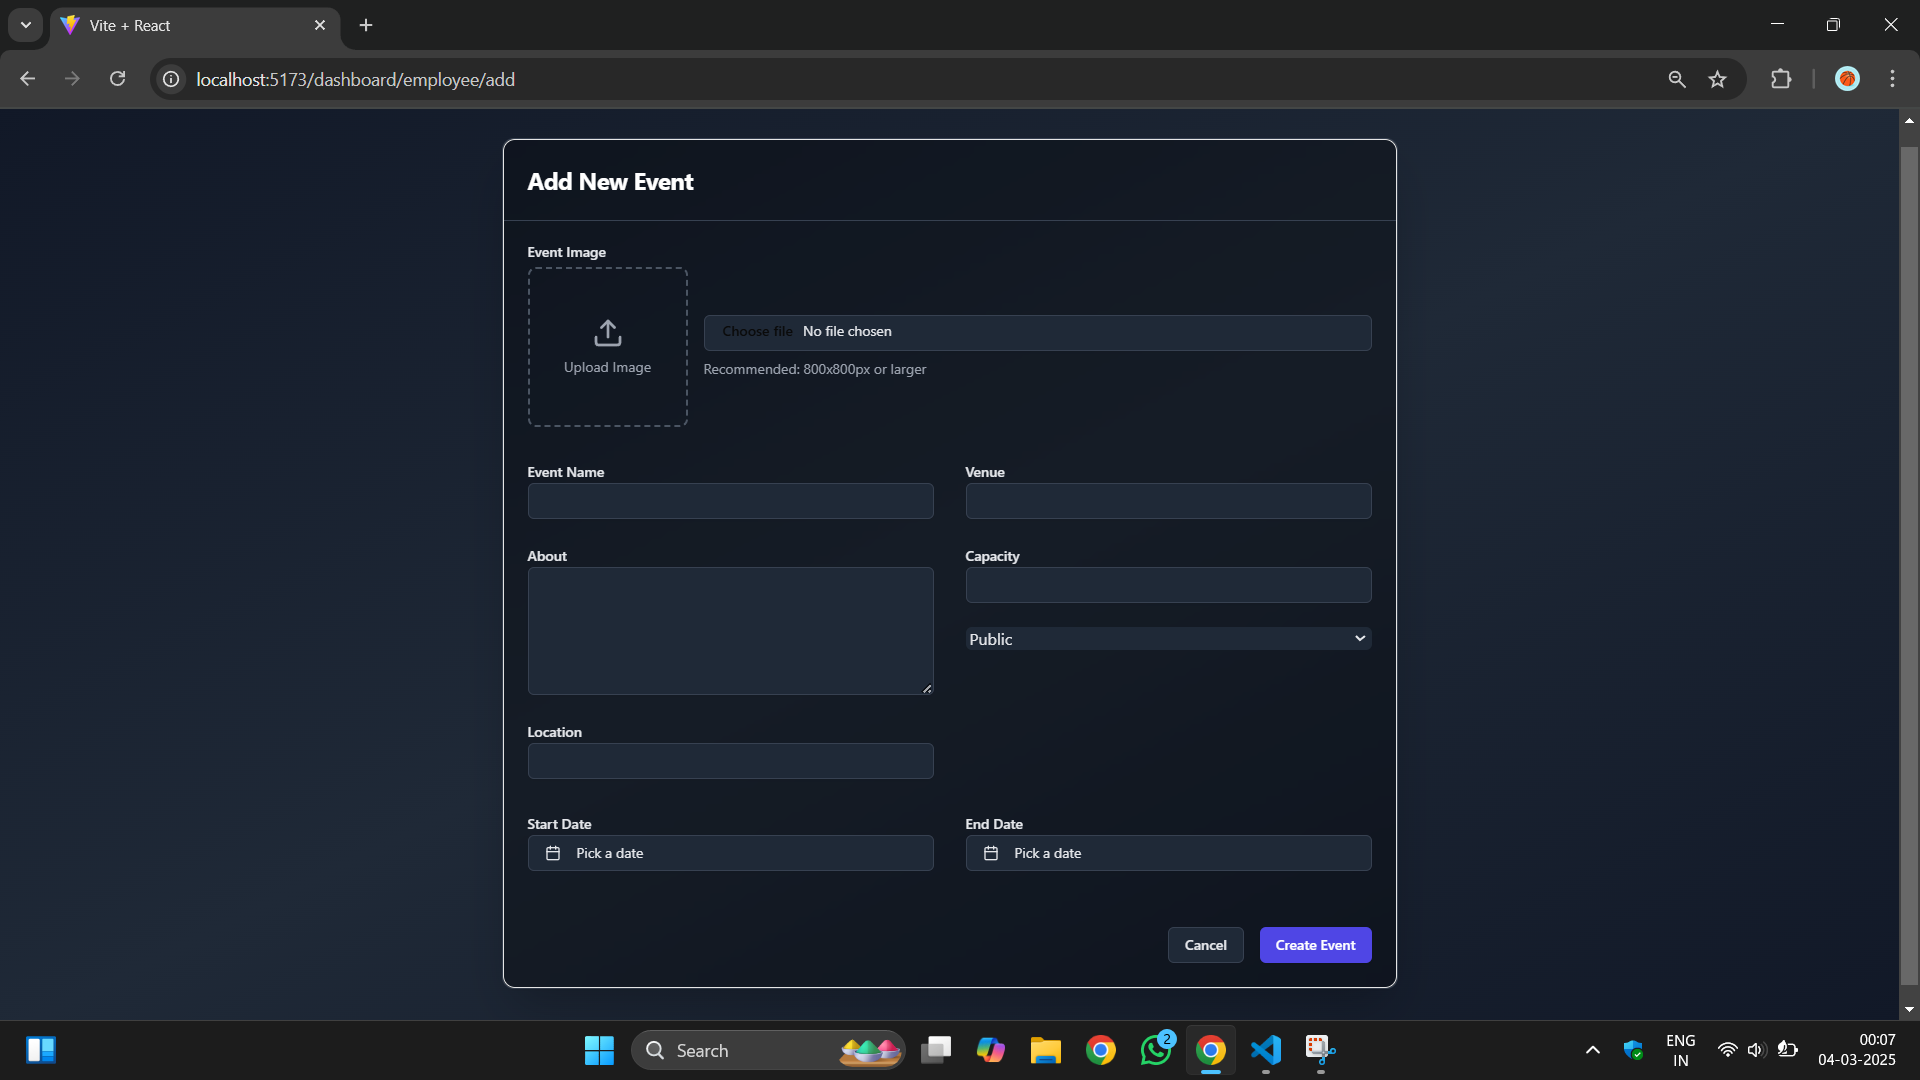 Vite + React
localhost:5173/dashboard/employee/add
Add New Event
Event Image
Upload Image
Choose file No file chosen
Recommended: 800x800px or larger
Event Name
Venue
About
Capacity
Public
Location
Start Date
End Date
Pick a date
Pick a date
Cancel
Create Event
Search
2
ENG
IN
00:07
04-03-2025